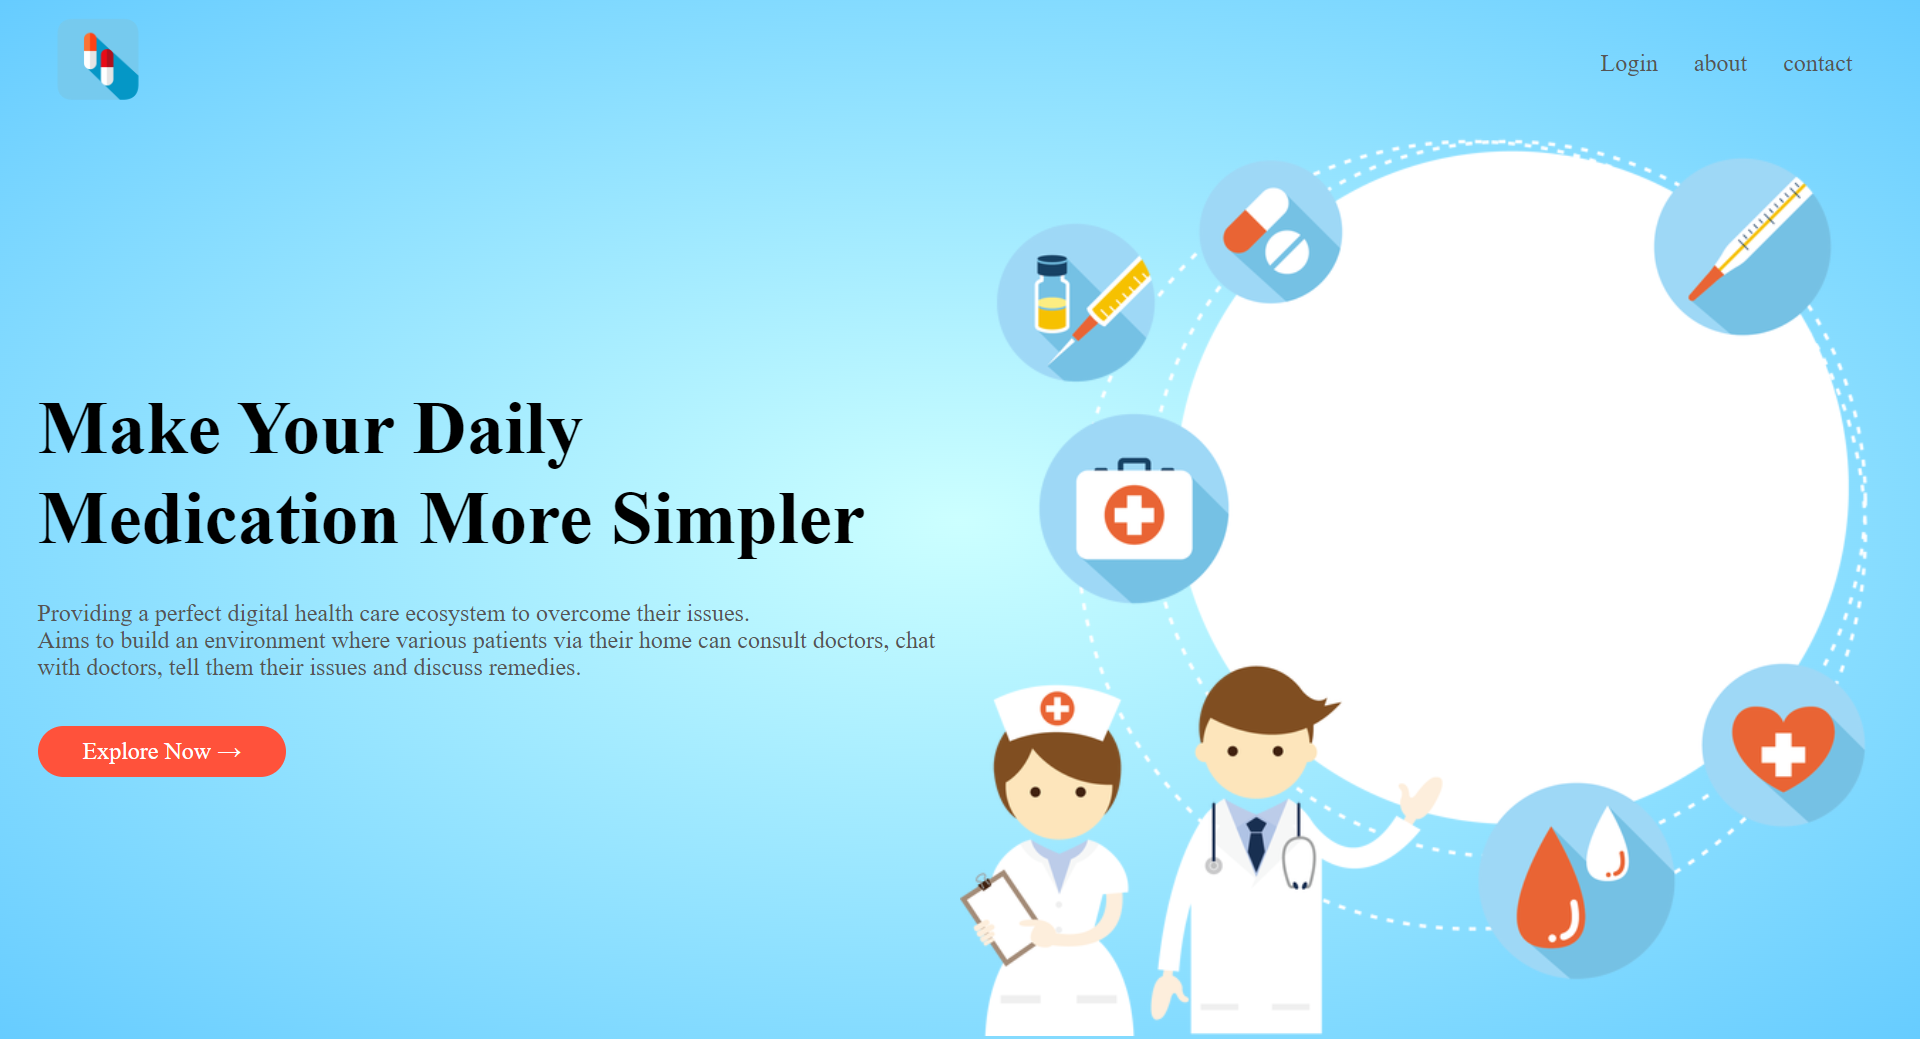 Login about contact
Make Your Daily
Medication More Simpler
Providing a perfect digital health care ecosystem to overcome their issues.
Aims to build an environment where various patients via their home can consult doctors, chat
with doctors, tell them their issues and discuss remedies.
Explore Now →